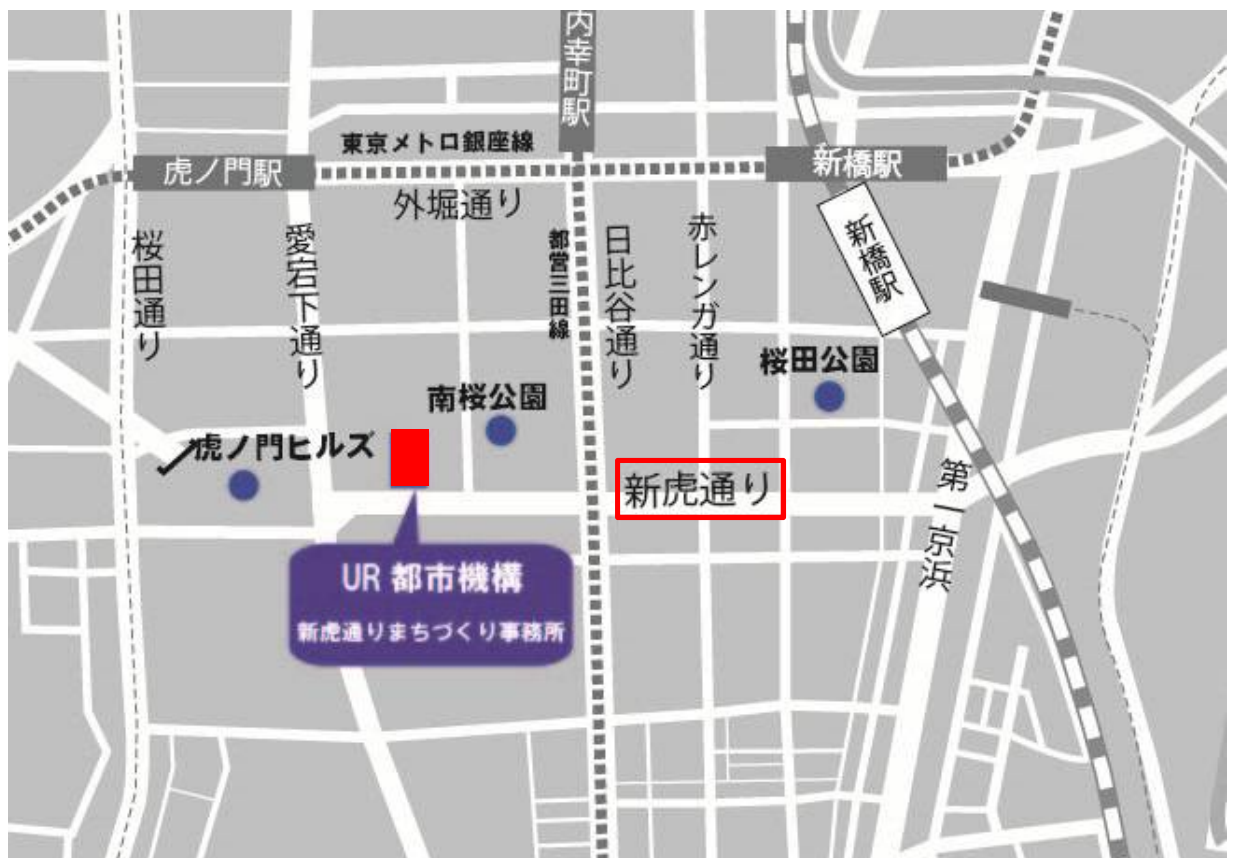 内幸町駅
東京メトロ銀座線
虎ノ門駅
新橋駅
外堀通り
新橋駅
桜田通り
愛宕下通り
都営三田線
日比谷通り
赤レンガ通り
桜田公園
南桜公園
虎ノ門ヒルズ
新虎通り
第一京浜
UR 都市機構
新虎通りまちづくり事務所